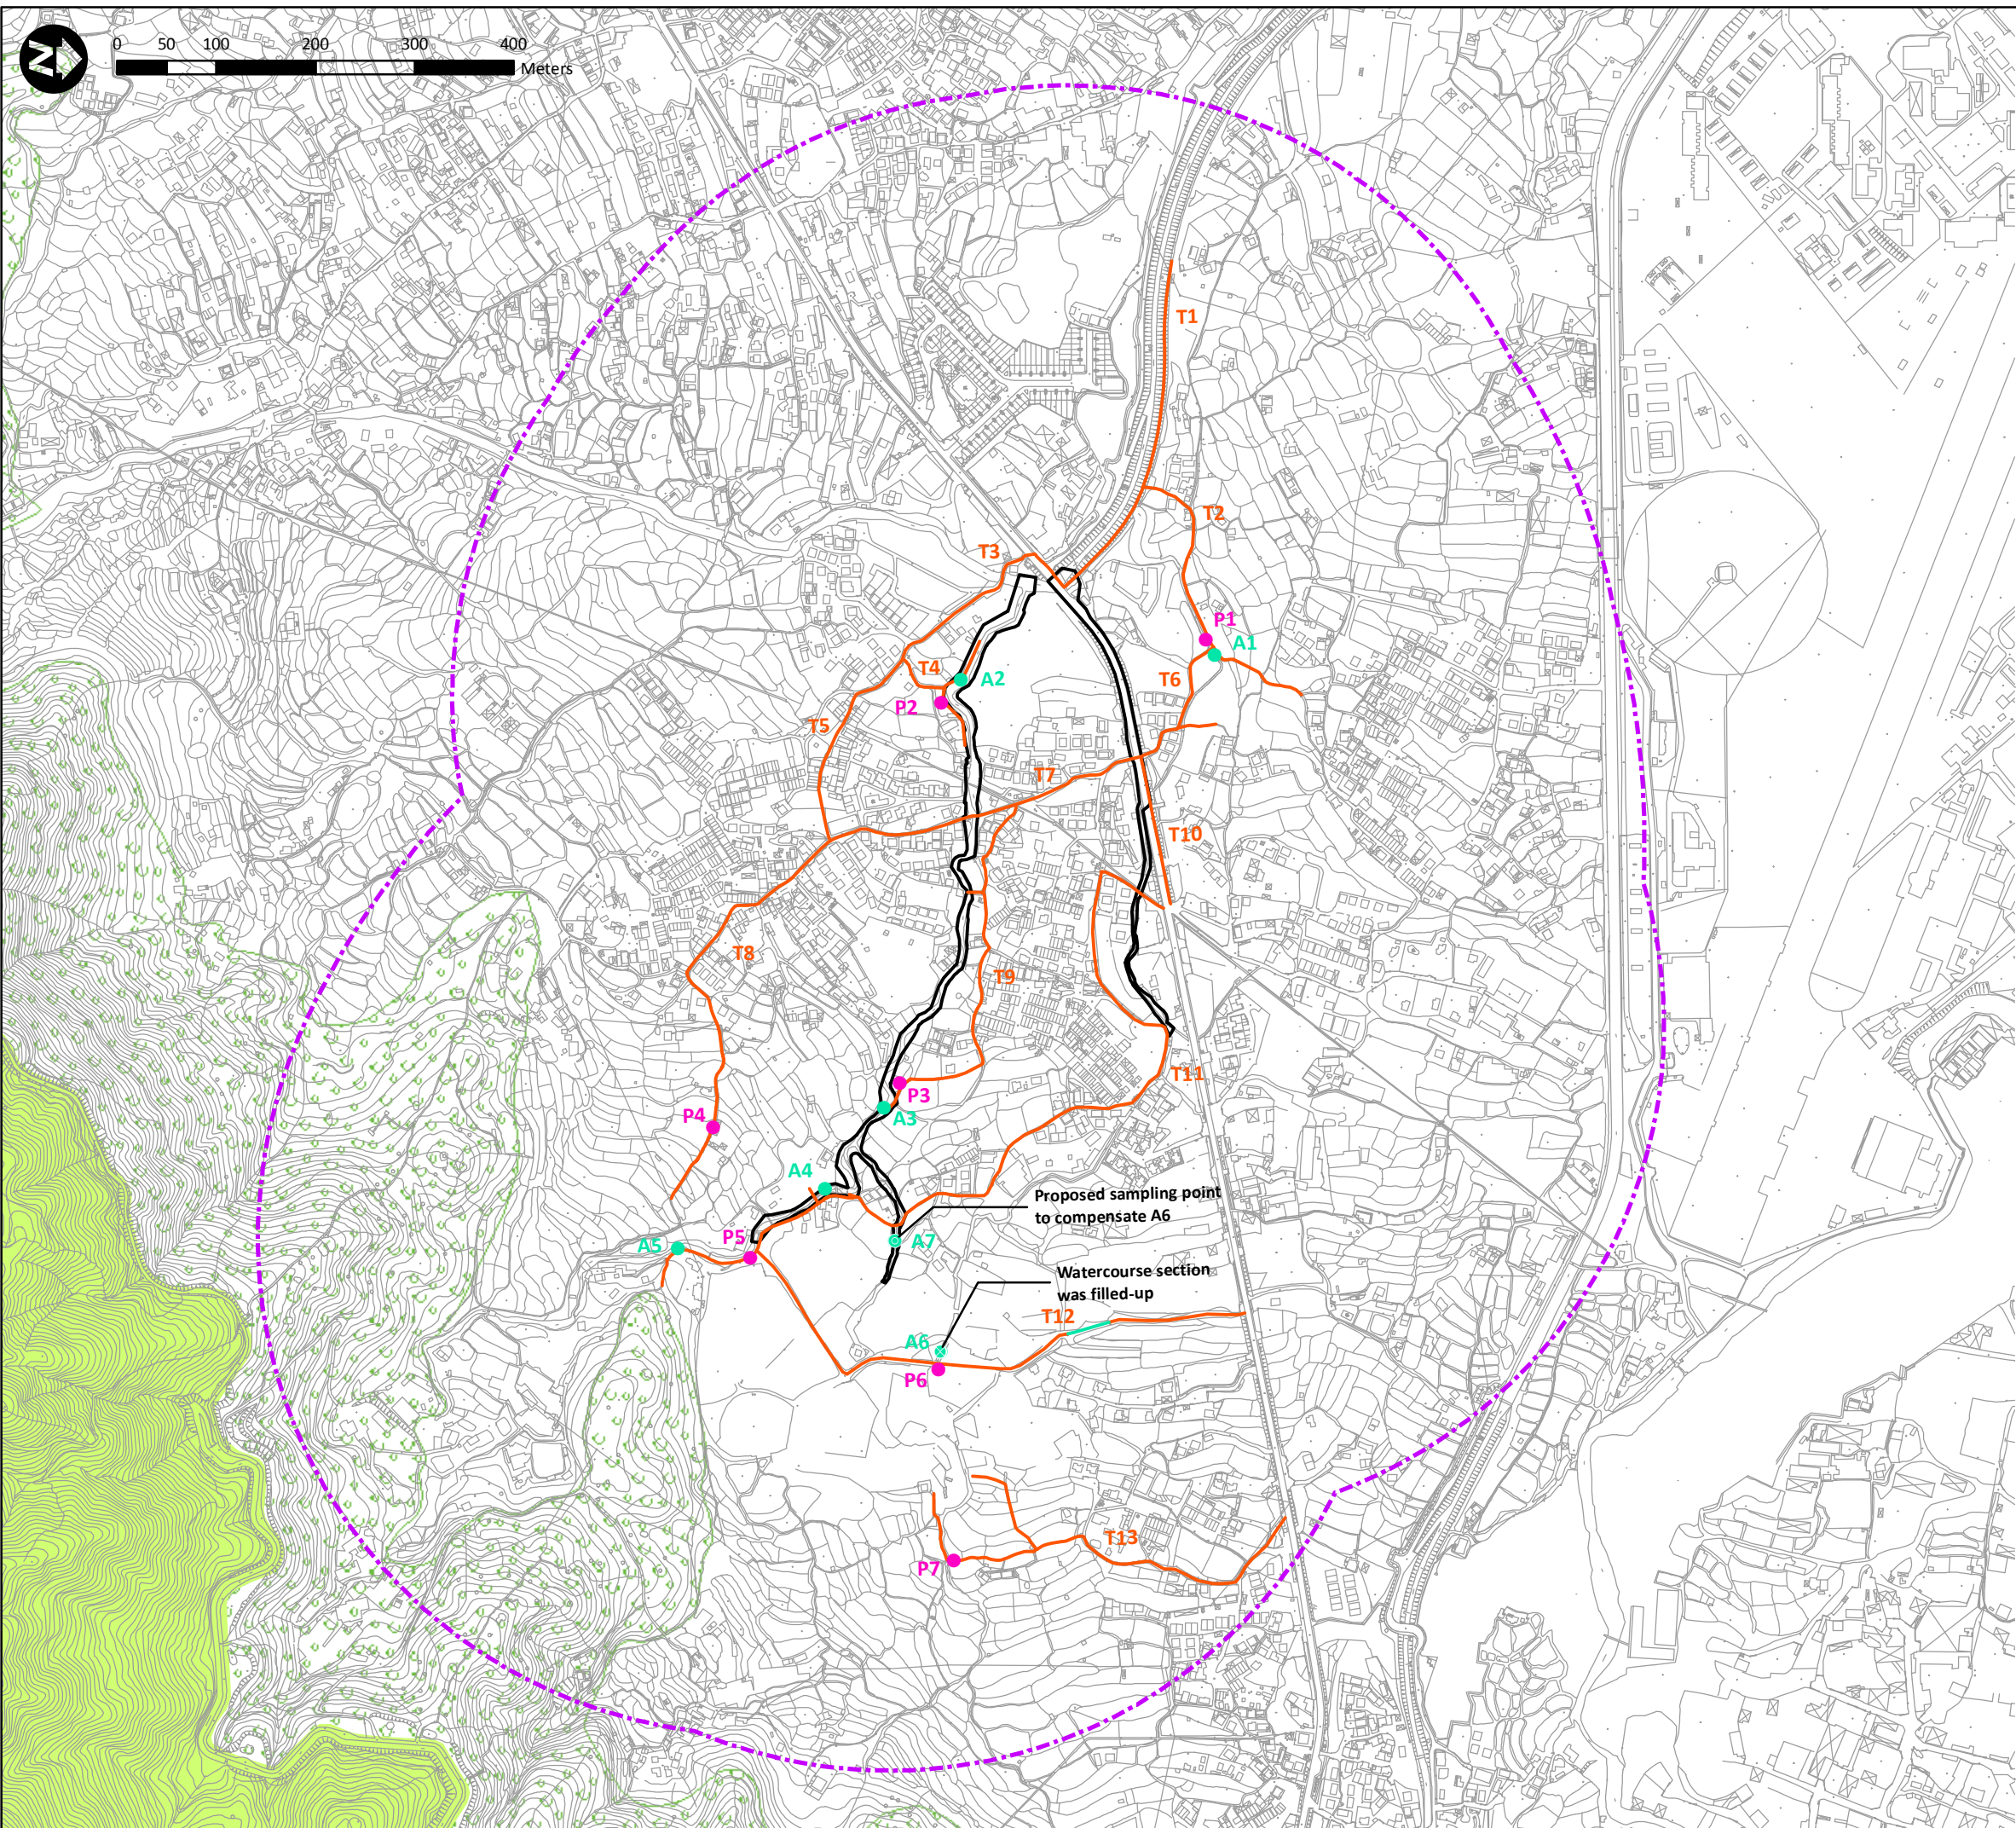 N
0 50 100 200 300 400
Meters
T1
T2
T3
P1
A1
T4
A2
T6
P2
T5
T7
T10
T8
T9
T11
P3
P4
A3
A4
Proposed sampling point
to compensate A6
P5
A5
A7
Watercourse section
was filled-up
T12
A6
P6
T13
P7